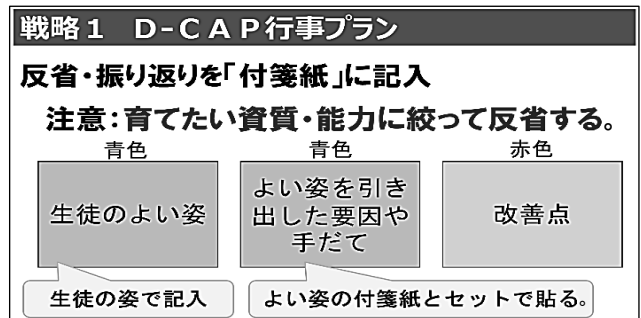 戦略１　Ｄ-ＣＡＰ行事プラン
反省・振り返りを「付箋紙」に記入
注意：育てたい資質・能力に絞って反省する。
青色　青色　赤色
生徒のよい姿
よい姿を引き
出した要因や
手だて
改善点
生徒の姿で記入
よい姿の付箋紙とセットで貼る。